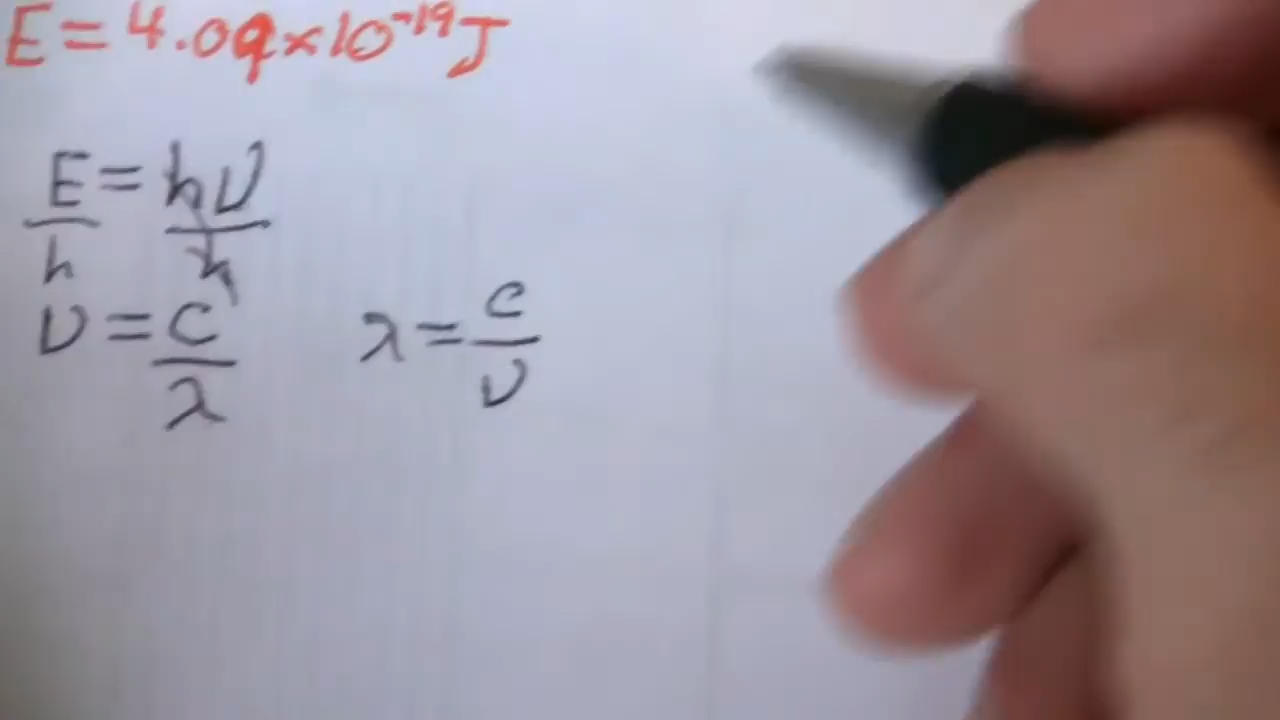 E = 4.09 x 10⁻¹⁹ J
E = hν
h h
ν = c λ = c
λ ν